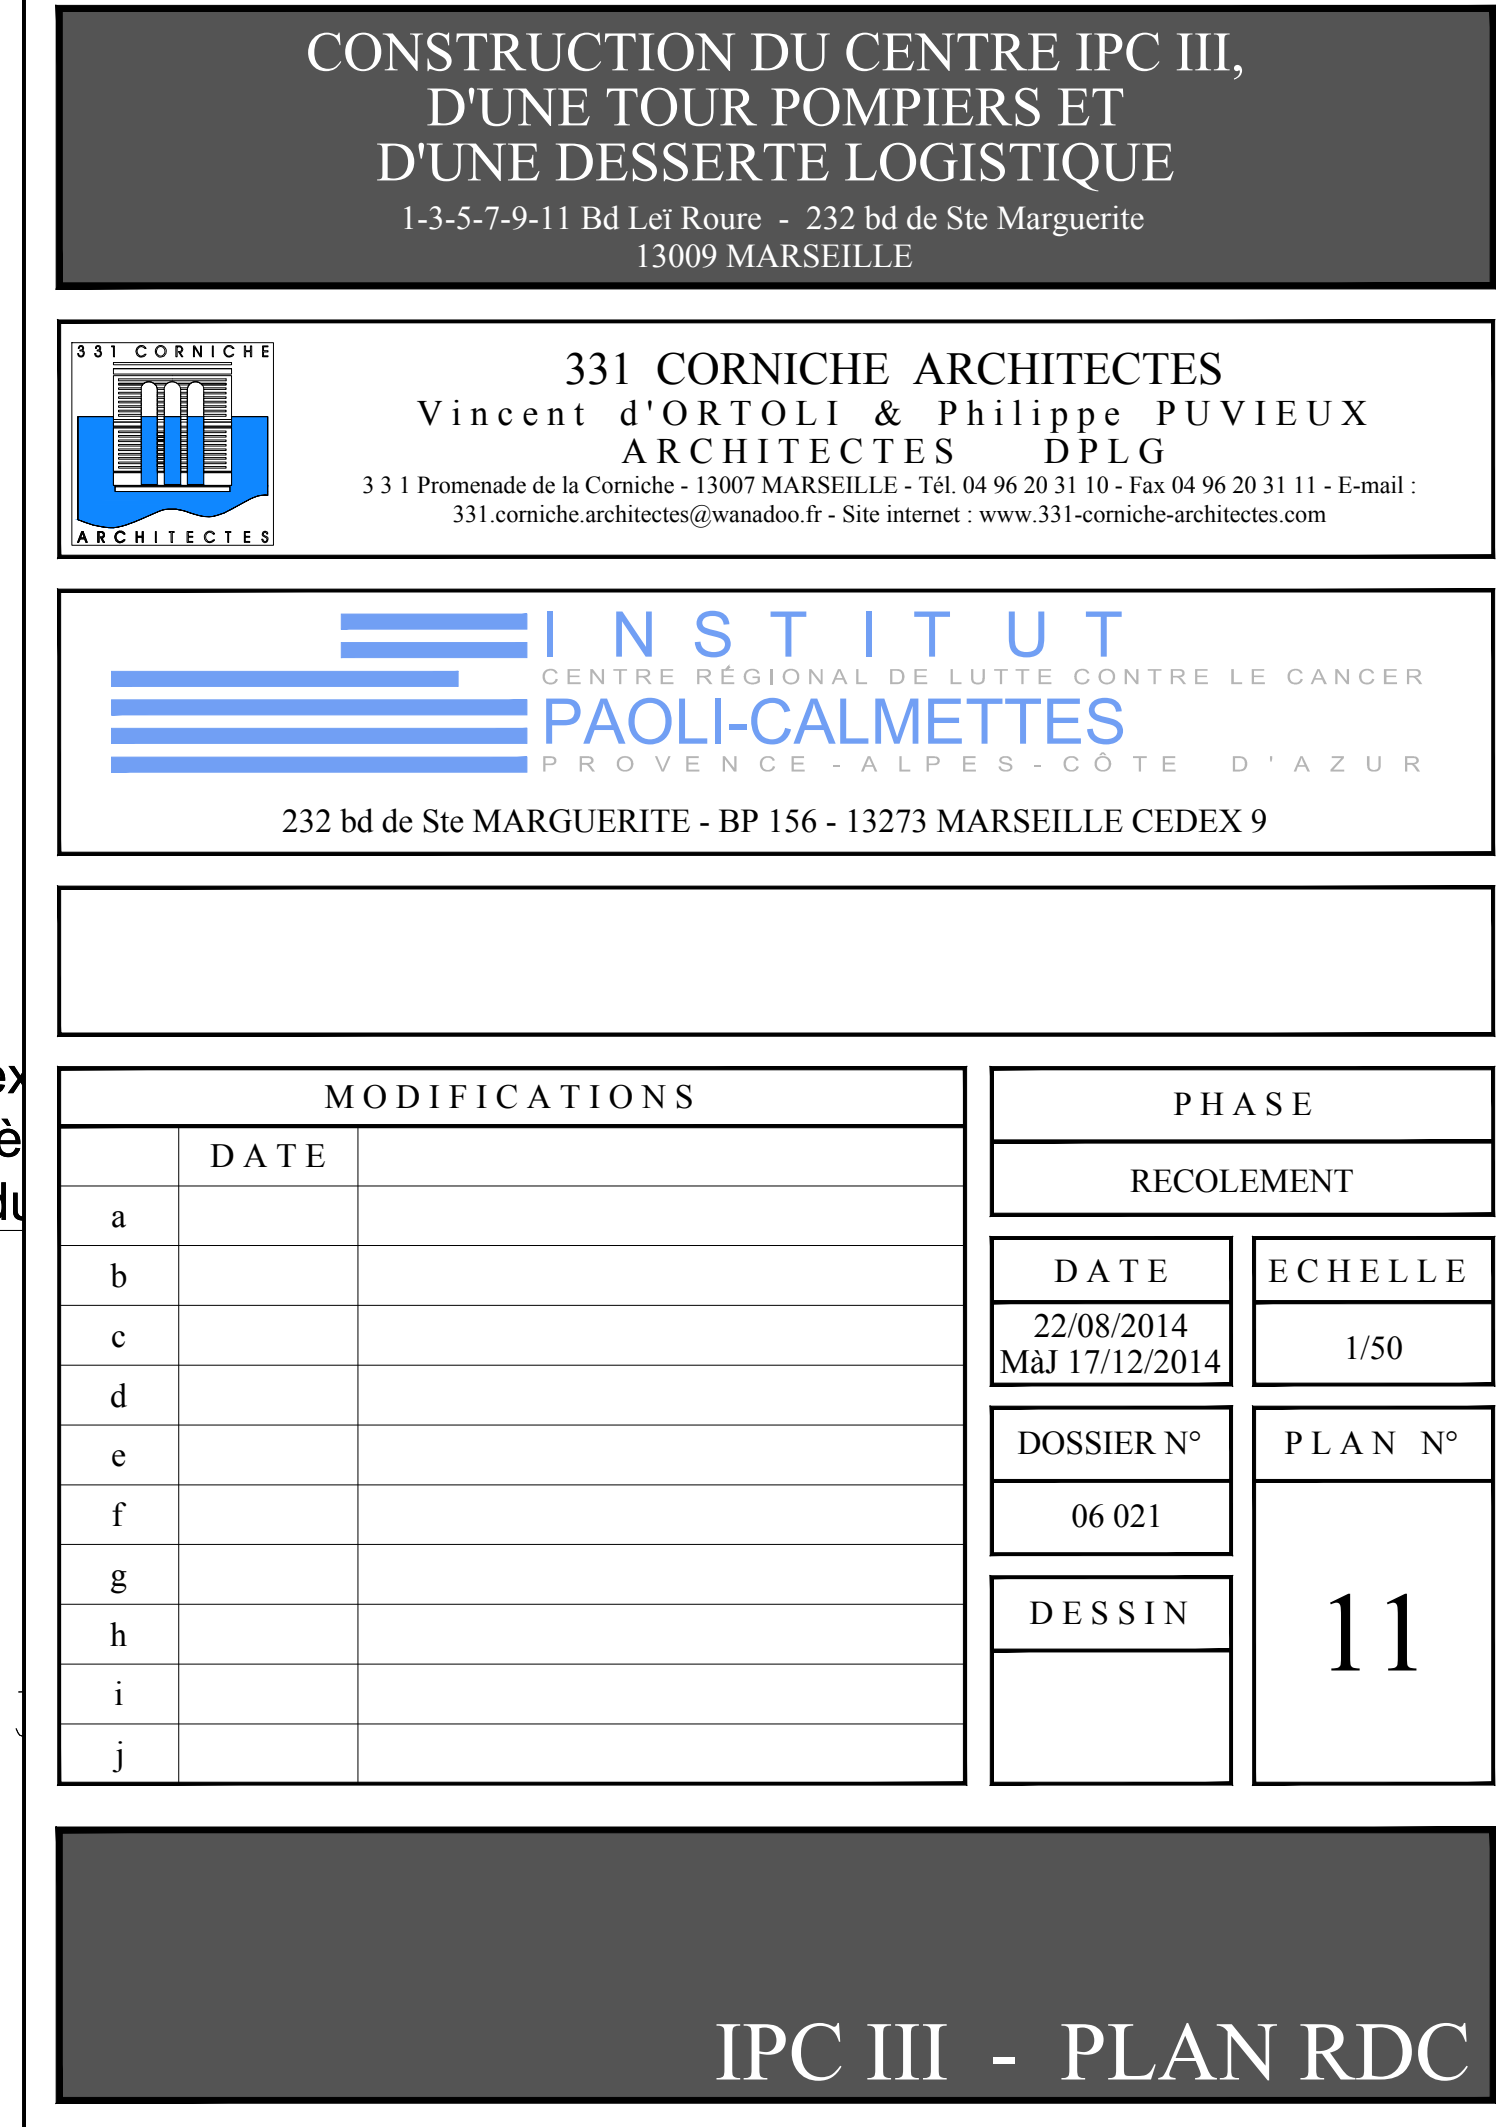 CONSTRUCTION DU CENTRE IPC III,
D'UNE TOUR POMPIERS ET
D'UNE DESSERTE LOGISTIQUE
1-3-5-7-9-11 Bd Leï Roure - 232 bd de Ste Marguerite
13009 MARSEILLE
331 CORNICHE
ARCHITECTES
331 CORNICHE ARCHITECTES
Vincent d'ORTOLI & Philippe PUVIEUX
ARCHITECTES DPLG
3 3 1 Promenade de la Corniche - 13007 MARSEILLE - Tél. 04 96 20 31 10 - Fax 04 96 20 31 11 - E-mail :
331.corniche.architectes@wanadoo.fr - Site internet : www.331-corniche-architectes.com
INSTITUT
CENTRE RÉGIONAL DE LUTTE CONTRE LE CANCER
PAOLI-CALMETTES
PROVENCE-ALPES-CÔTE D'AZUR
232 bd de Ste MARGUERITE - BP 156 - 13273 MARSEILLE CEDEX 9
MODIFICATIONS
DATE
a
b
c
d
e
f
g
h
i
j
PHASE
RECOLEMENT
DATE
22/08/2014
MàJ 17/12/2014
ECHELLE
1/50
DOSSIER N°
06 021
DESSIN
PLAN N°
11
IPC III - PLAN RDC